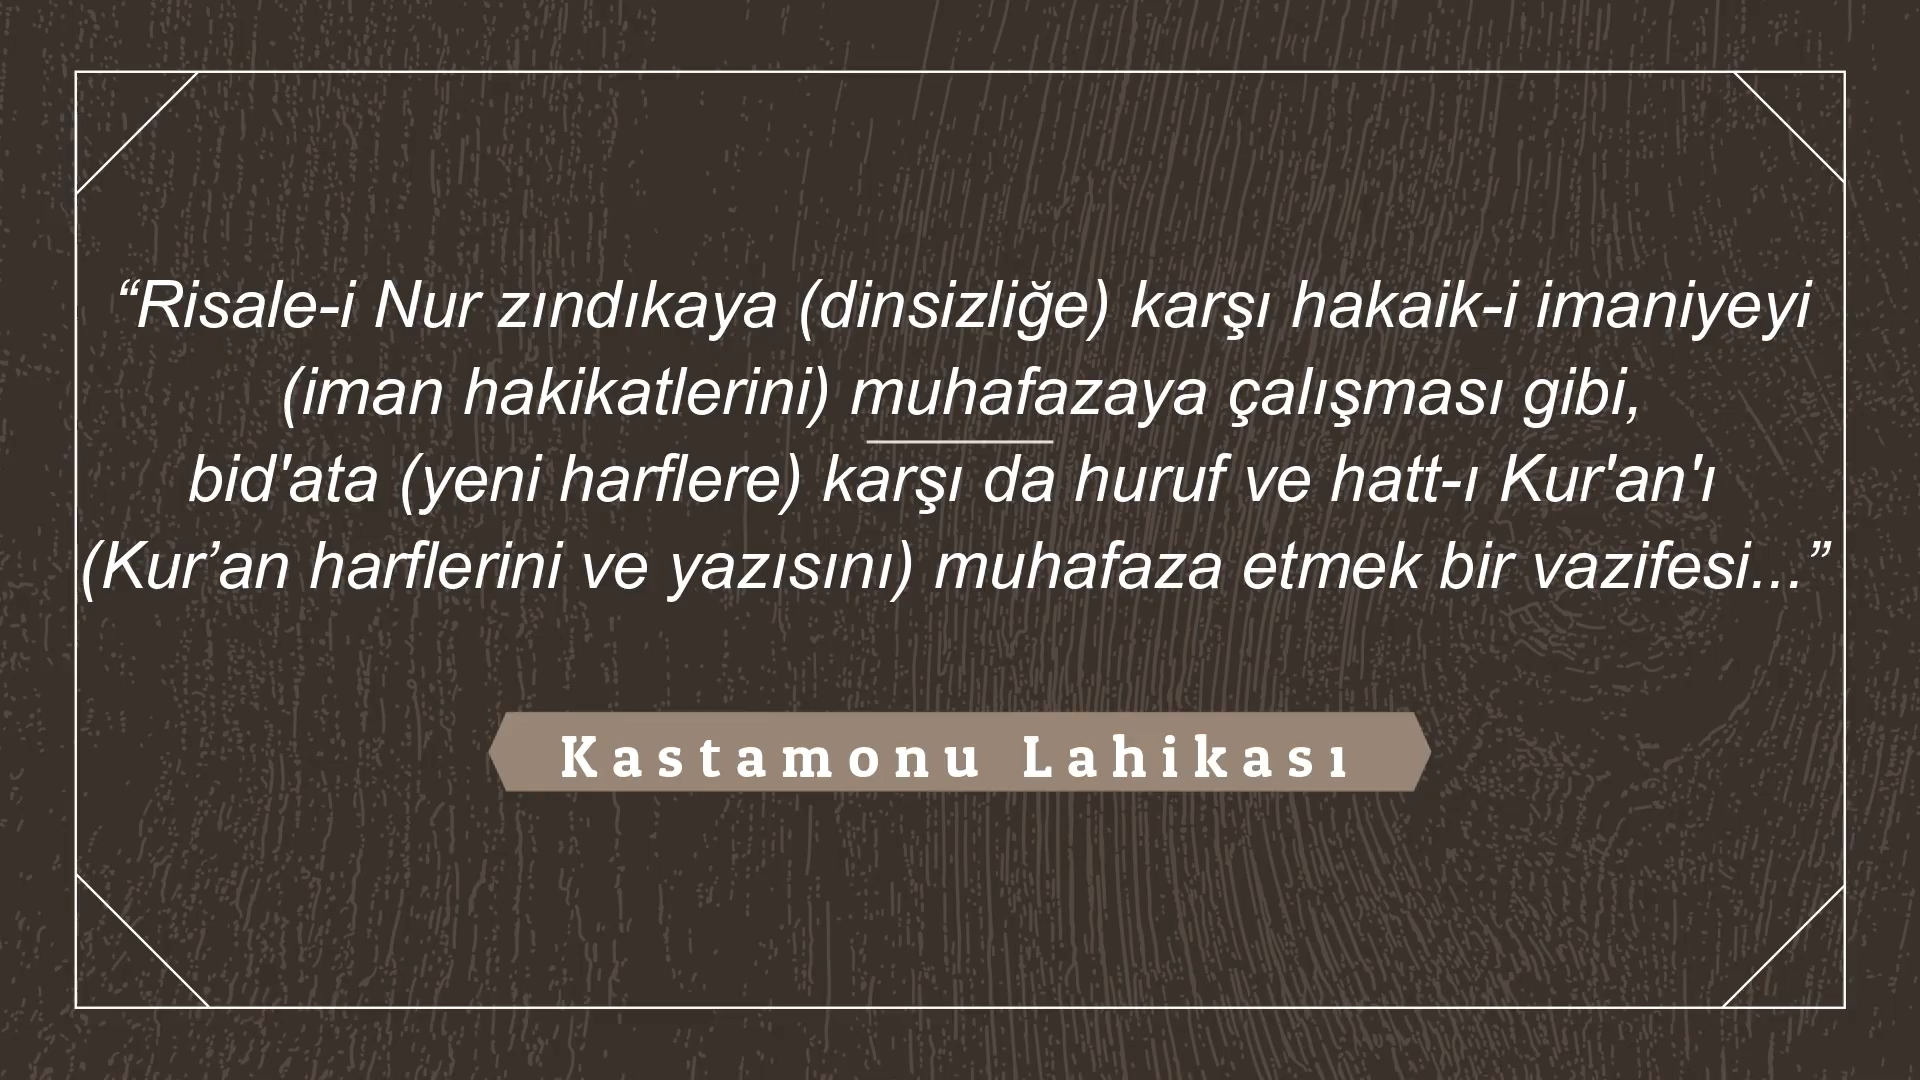 “Risale-i Nur zındıkaya (dinsizliğe) karşı hakaik-i imaniyeyi
(iman hakikatlerini) muhafazaya çalışması gibi,
bid'ata (yeni harflere) karşı da huruf ve hatt-ı Kur'an'ı
(Kur’an harflerini ve yazısını) muhafaza etmek bir vazifesi...”
Kastamonu Lahikası